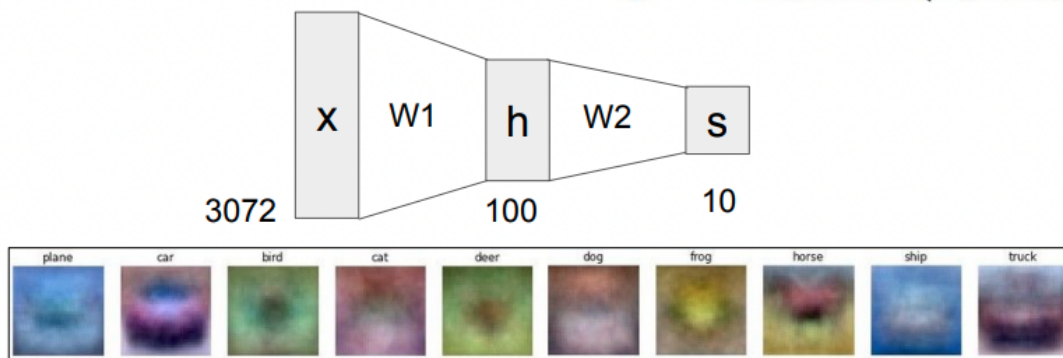 x W1 h W2 s
3072 100 10
plane car bird cat deer dog frog horse ship truck